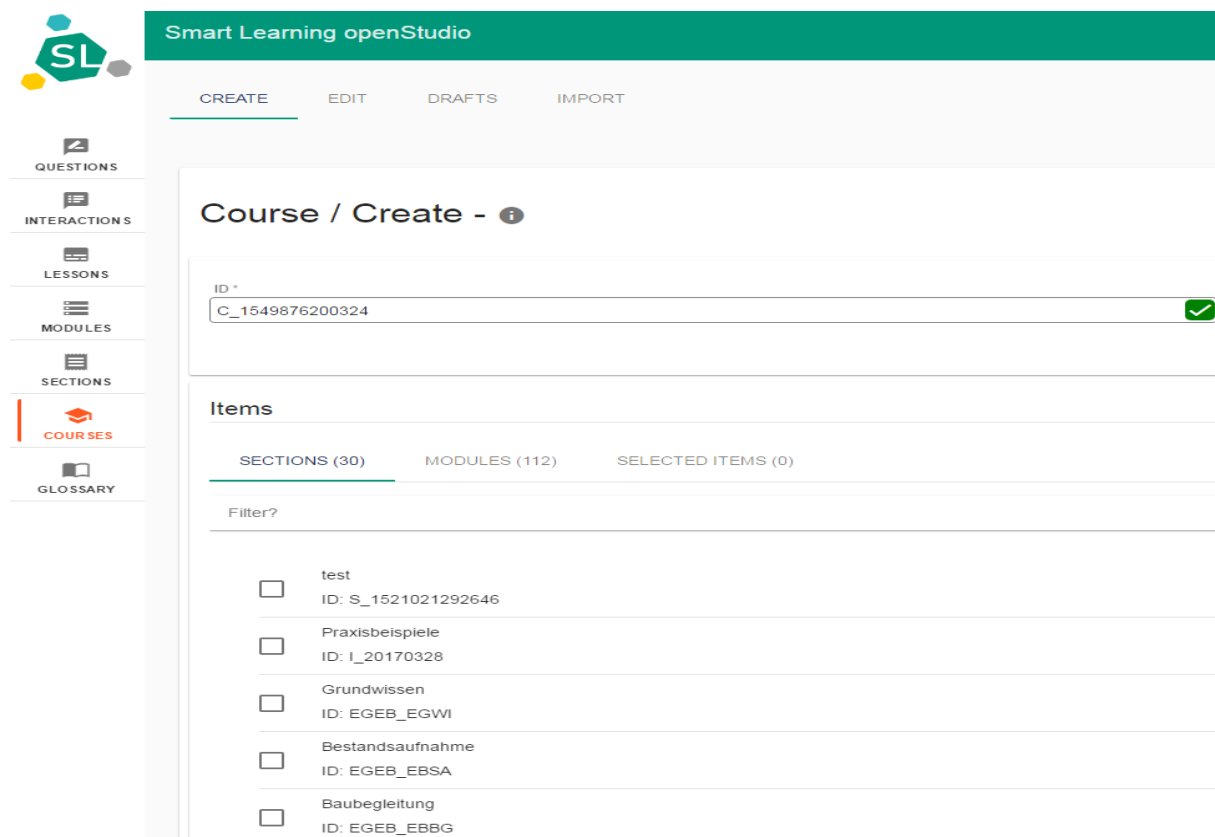 SL
Smart Learning openStudio
CREATE EDIT DRAFTS IMPORT
QUESTIONS
INTERACTIONS
LESSONS
MODULES
SECTIONS
COURSES
GLOSSARY
Course / Create -
ID *
C_1549876200324
Items
SECTIONS (30) MODULES (112) SELECTED ITEMS (0)
Filter?
test
ID: S_1521021292646
Praxisbeispiele
ID: I_20170328
Grundwissen
ID: EGEB_EGWI
Bestandsaufnahme
ID: EGEB_EBSA
Baubegleitung
ID: EGEB_EBBG